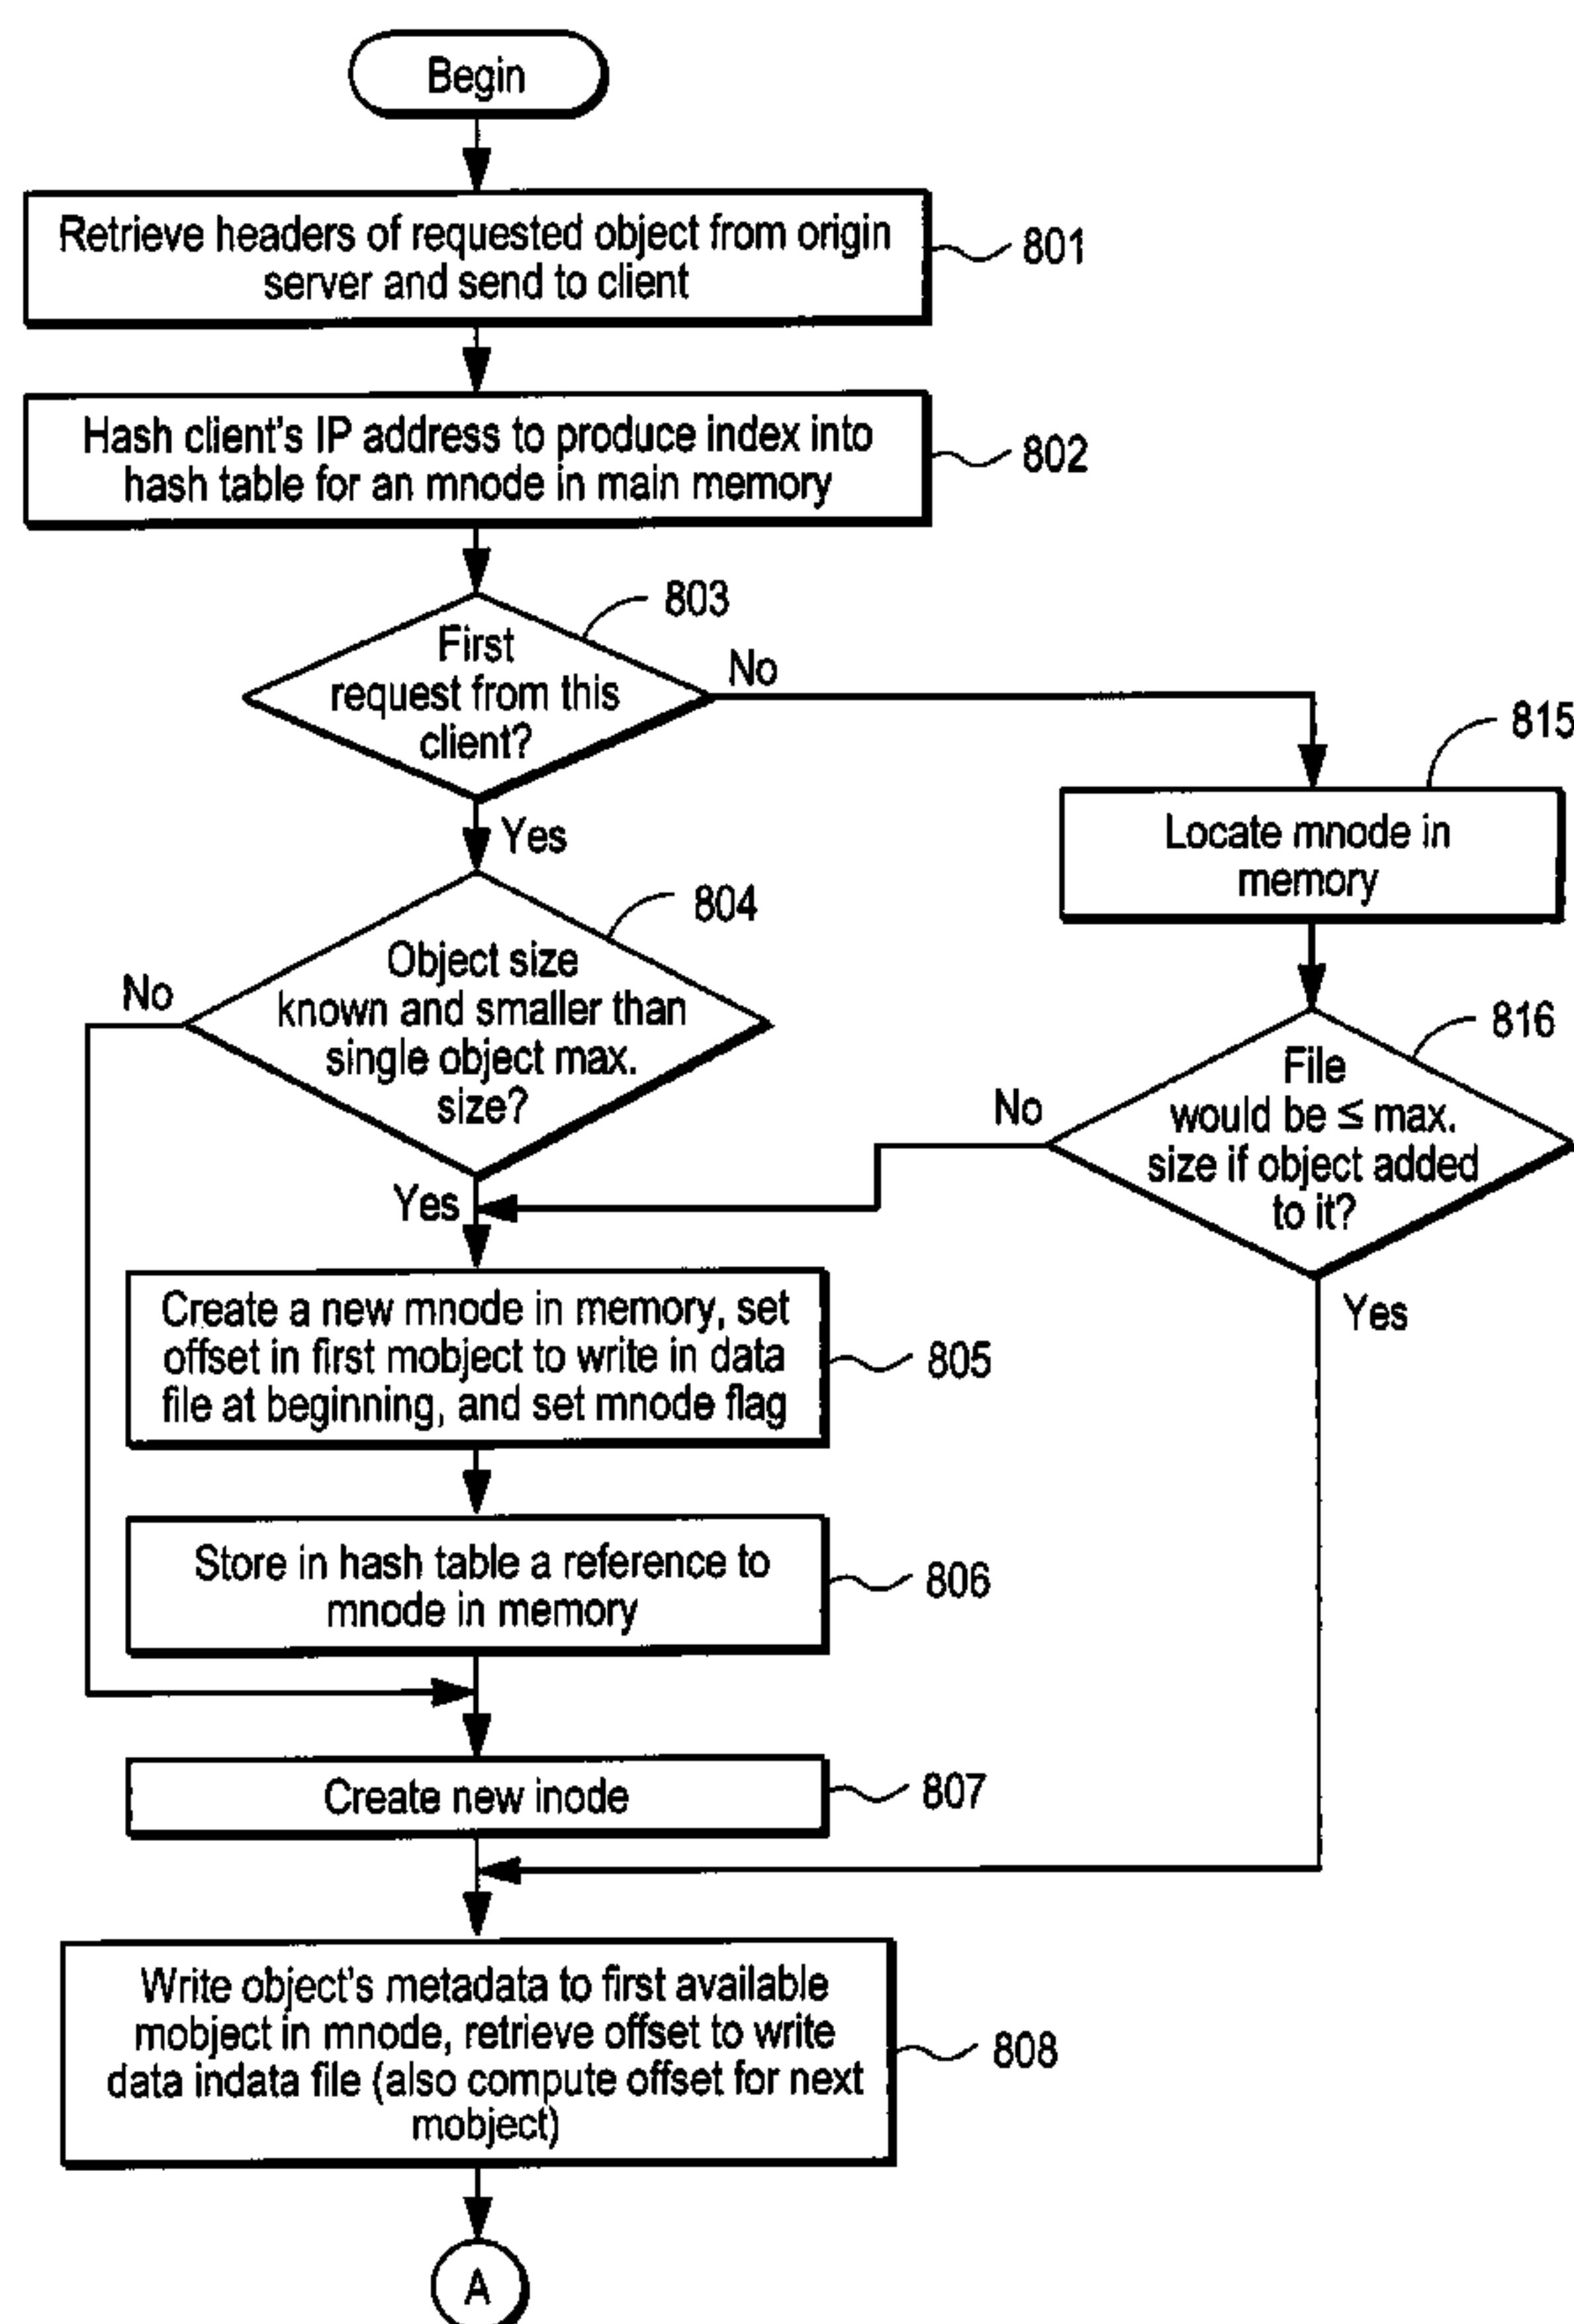 Begin
Retrieve headers of requested object from origin
server and send to client
801
Hash client's IP address to produce index into
hash table for an mnode in main memory
802
803
First
request from this
client?
No
Yes
815
Locate mnode in
memory
804
Object size
known and smaller than
single object max.
size?
No
Yes
816
File
would be ≤ max.
size if object added
to it?
No
Yes
Create a new mnode in memory, set
offset in first mobject to write in data
file at beginning, and set mnode flag
805
Store in hash table a reference to
mnode in memory
806
Create new inode
807
Write object's metadata to first available
mobject in mnode, retrieve offset to write
data indata file (also compute offset for next
mobject)
808
A